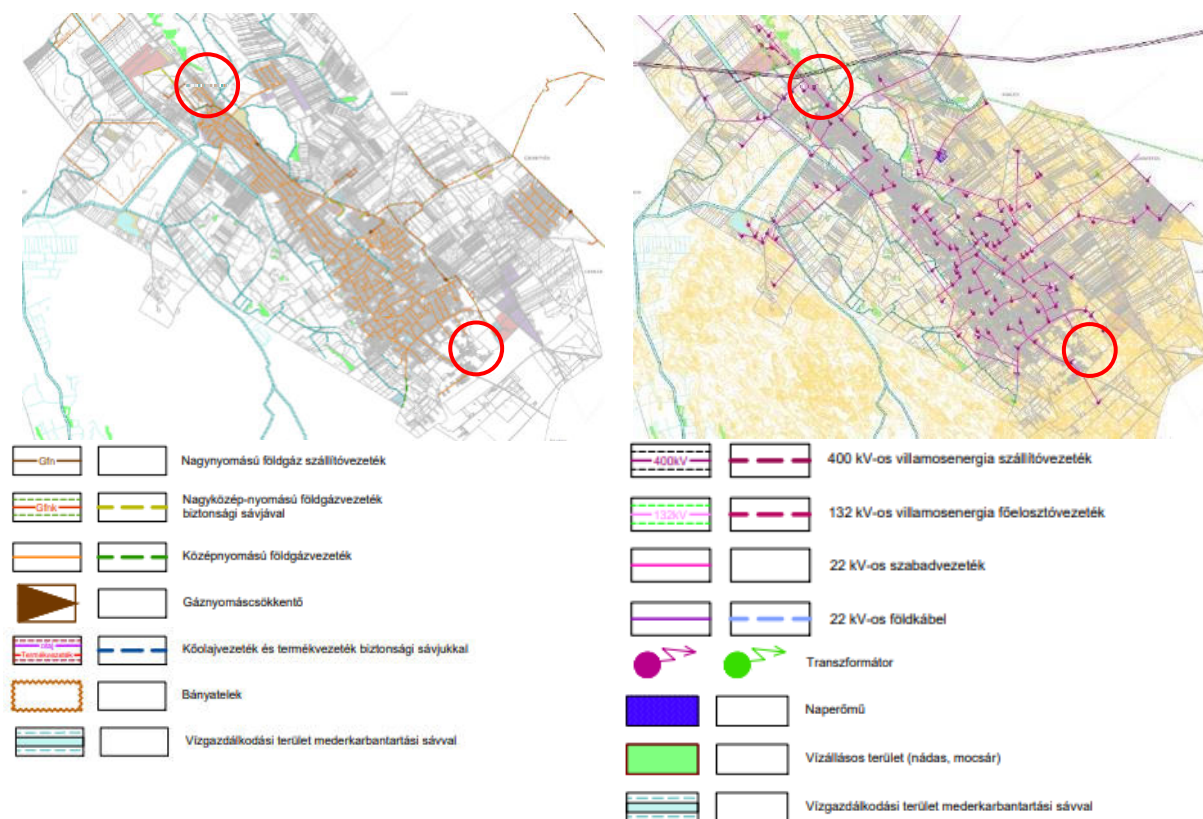 Gfn
Nagynyomású földgáz szállítóvezeték
Gfnk
Nagyközép-nyomású földgázvezeték
biztonsági sávjával
Középnyomású földgázvezeték
Gáznyomáscsökkentő
Termékvezeték
Kőolajvezeték és termékvezeték biztonsági sávjukkal
Bányatelek
Vízgazdálkodási terület mederkarbantartási sávval
400kV
400 kV-os villamosenergia szállítóvezeték
132kV
132 kV-os villamosenergia főelosztóvezeték
22 kV-os szabadvezeték
22 kV-os földkábel
Transzformátor
Naperőmű
Vízállásos terület (nádas, mocsár)
Vízgazdálkodási terület mederkarbantartási sávval